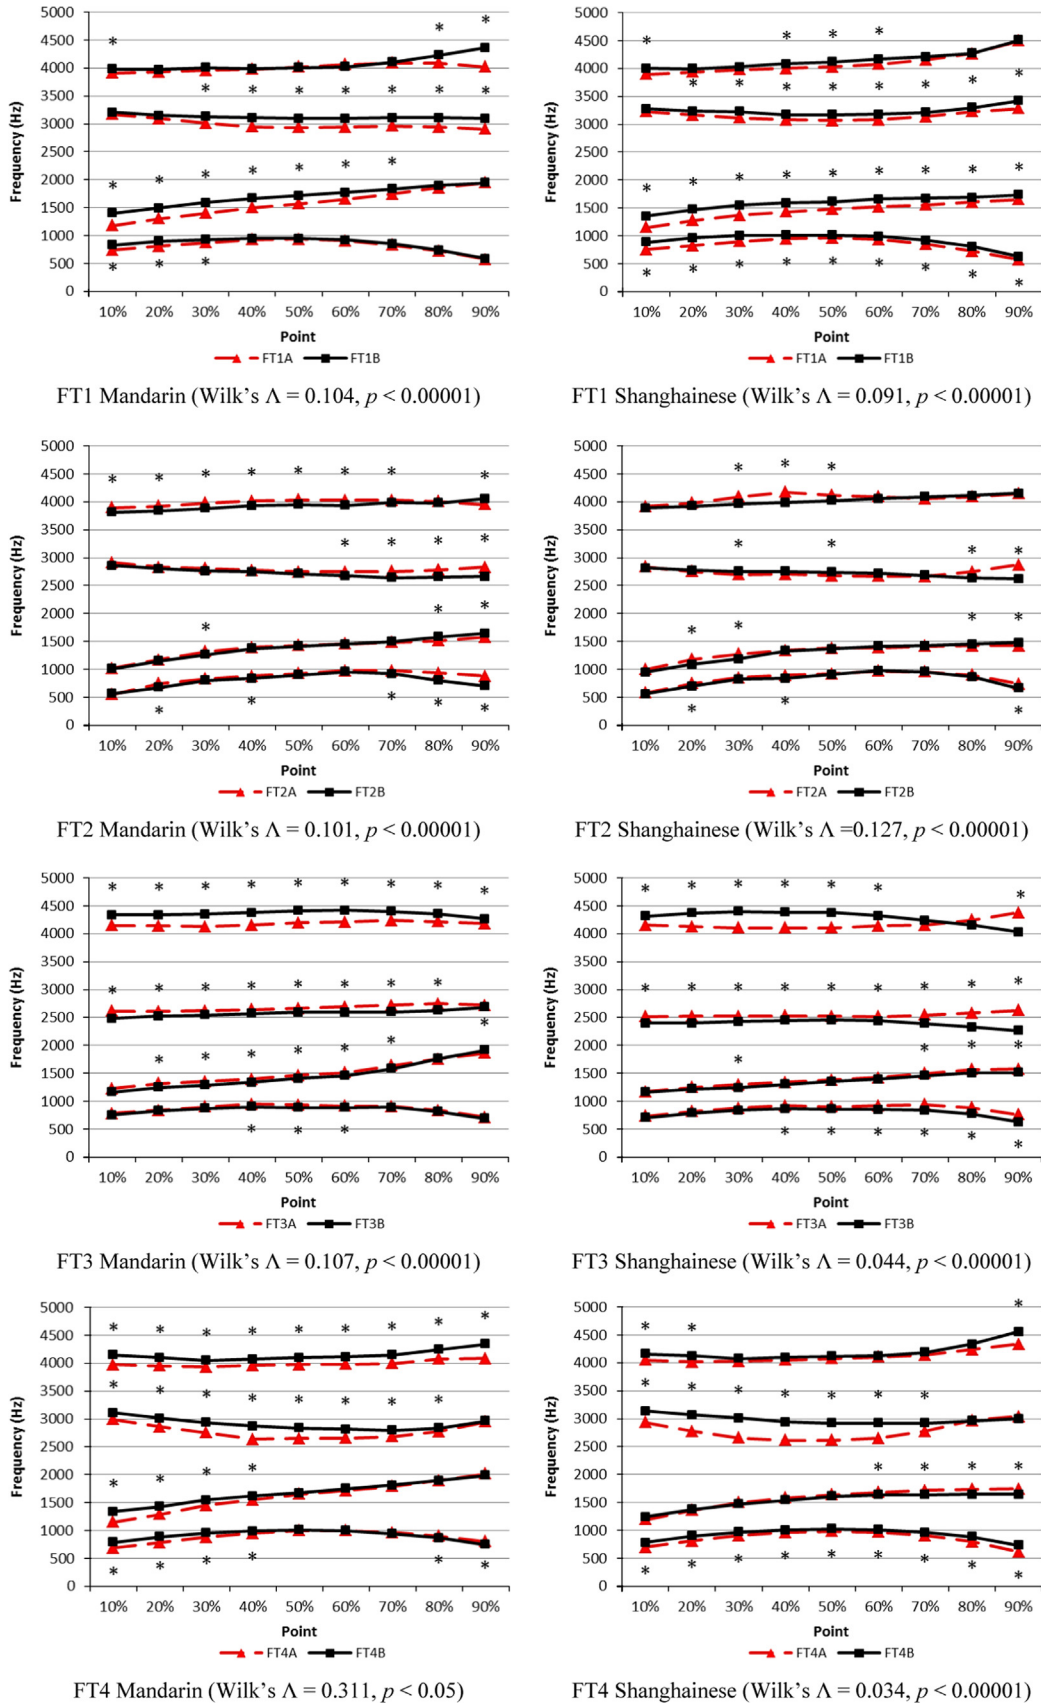 5000
4500
4000
3500
3000
2500
2000
1500
1000
500
0
Frequency (Hz)
10% 20% 30% 40% 50% 60% 70% 80% 90%
Point
FT1A FT1B
FT1 Mandarin (Wilk’s Λ = 0.104, p < 0.00001)
5000
4500
4000
3500
3000
2500
2000
1500
1000
500
0
Frequency (Hz)
10% 20% 30% 40% 50% 60% 70% 80% 90%
Point
FT1A FT1B
FT1 Shanghainese (Wilk’s Λ = 0.091, p < 0.00001)
5000
4500
4000
3500
3000
2500
2000
1500
1000
500
0
Frequency (Hz)
10% 20% 30% 40% 50% 60% 70% 80% 90%
Point
FT2A FT2B
FT2 Mandarin (Wilk’s Λ = 0.101, p < 0.00001)
5000
4500
4000
3500
3000
2500
2000
1500
1000
500
0
Frequency (Hz)
10% 20% 30% 40% 50% 60% 70% 80% 90%
Point
FT2A FT2B
FT2 Shanghainese (Wilk’s Λ =0.127, p < 0.00001)
5000
4500
4000
3500
3000
2500
2000
1500
1000
500
0
Frequency (Hz)
10% 20% 30% 40% 50% 60% 70% 80% 90%
Point
FT3A FT3B
FT3 Mandarin (Wilk’s Λ = 0.107, p < 0.00001)
5000
4500
4000
3500
3000
2500
2000
1500
1000
500
0
Frequency (Hz)
10% 20% 30% 40% 50% 60% 70% 80% 90%
Point
FT3A FT3B
FT3 Shanghainese (Wilk’s Λ = 0.044, p < 0.00001)
5000
4500
4000
3500
3000
2500
2000
1500
1000
500
0
Frequency (Hz)
10% 20% 30% 40% 50% 60% 70% 80% 90%
Point
FT4A FT4B
FT4 Mandarin (Wilk’s Λ = 0.311, p < 0.05)
5000
4500
4000
3500
3000
2500
2000
1500
1000
500
0
Frequency (Hz)
10% 20% 30% 40% 50% 60% 70% 80% 90%
Point
FT4A FT4B
FT4 Shanghainese (Wilk’s Λ = 0.034, p < 0.00001)